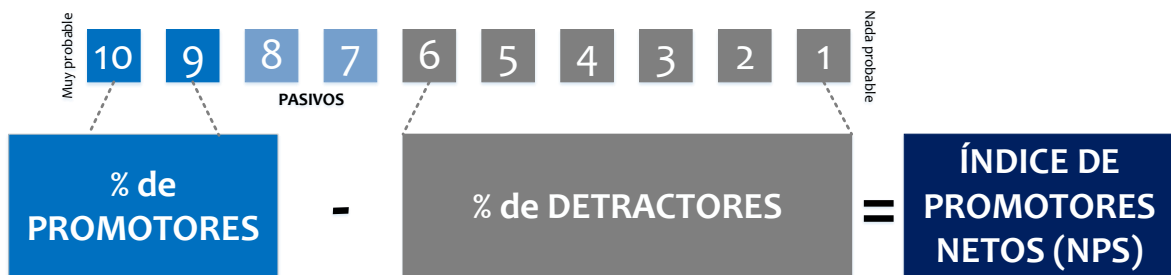 Muy probable
10 9 8 7 6 5 4 3 2 1
Nada probable
PASIVOS
% de
PROMOTORES
-
% de DETRACTORES
=
ÍNDICE DE
PROMOTORES
NETOS (NPS)